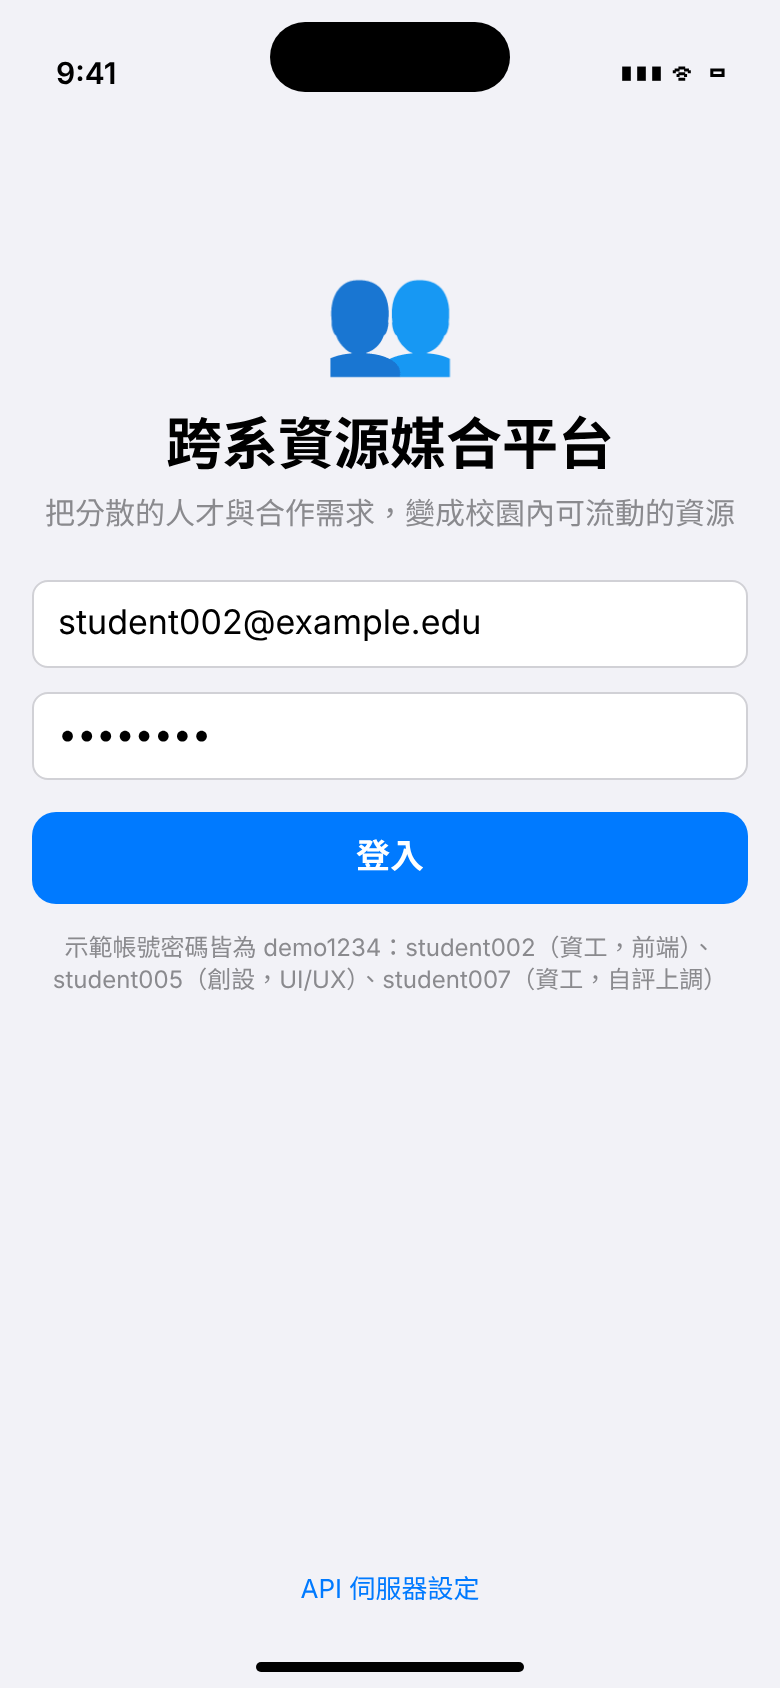 9:41
跨系資源媒合平台
把分散的人才與合作需求，變成校園內可流動的資源
student002@example.edu
••••••••
登入
示範帳號密碼皆為 demo1234：student002（資工，前端）、
student005（創設，UI/UX）、student007（資工，自評上調）
API 伺服器設定